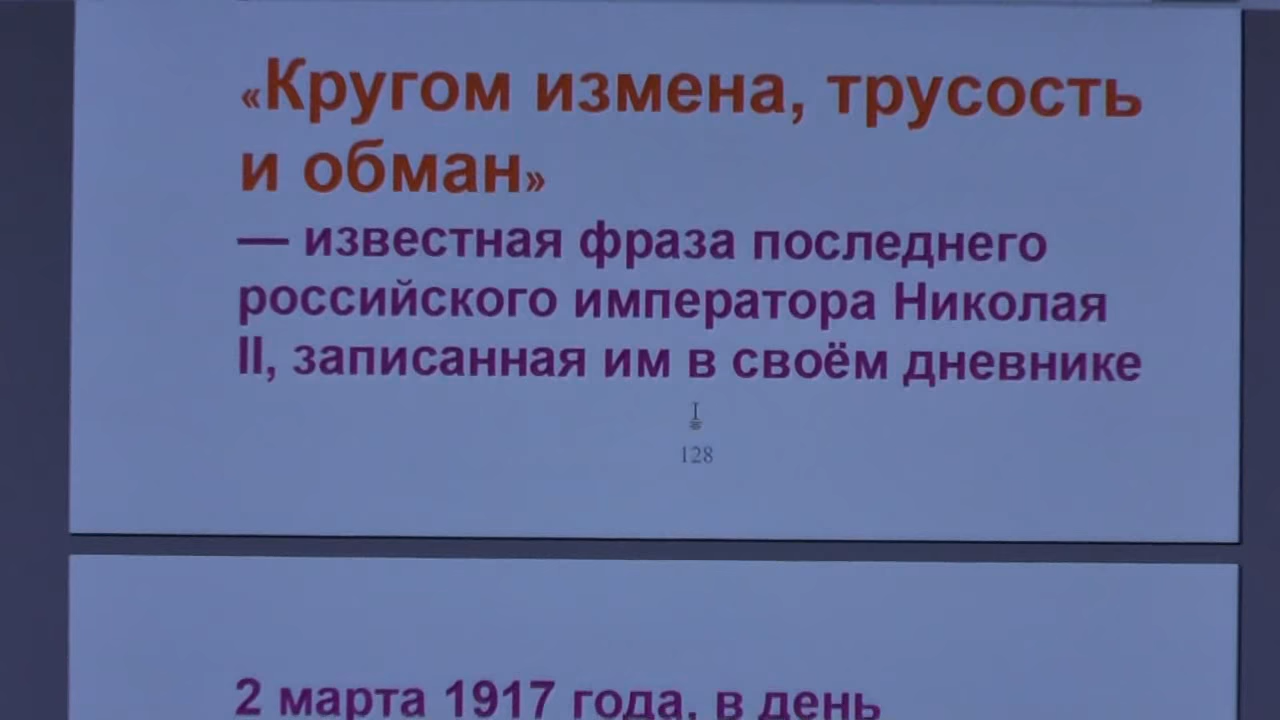 «Кругом измена, трусость
и обман»
— известная фраза последнего
российского императора Николая
II, записанная им в своём дневнике
128
2 марта 1917 года, в день